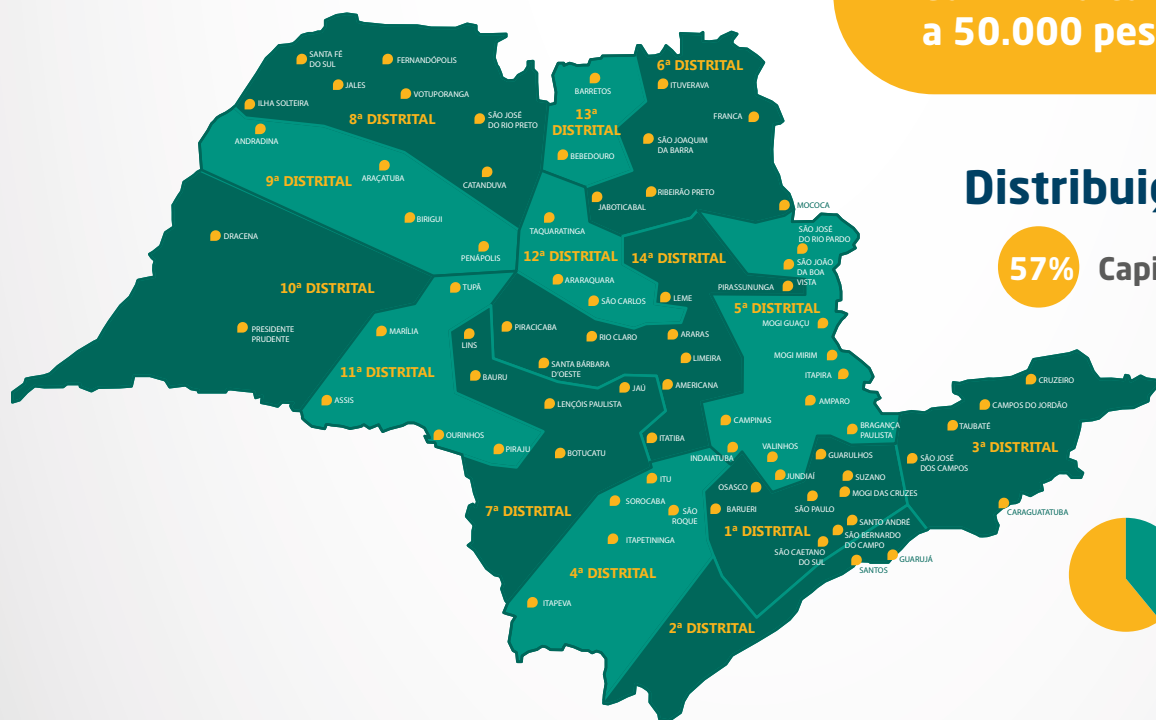 a 50.000 pes
Distribuiç
57%
Capi
SANTA FÉ
DO SUL
FERNANDÓPOLIS
JALES
VOTUPORANGA
ILHA SOLTEIRA
8ª DISTRITAL
SÃO JOSÉ
DO RIO PRETO
ANDRADINA
9ª DISTRITAL
ARAÇATUBA
CATANDUVA
BIRIGUI
PENÁPOLIS
BARRETOS
13ª
DISTRITAL
BEBEDOURO
6ª DISTRITAL
ITUVERAVA
FRANCA
SÃO JOAQUIM
DA BARRA
RIBEIRÃO PRETO
JABOTICABAL
MOCOCA
TAQUARATINGA
12ª DISTRITAL
14ª DISTRITAL
SÃO JOSÉ
DO RIO PARDO
SÃO JOÃO
DA BOA
VISTA
PIRASSUNUNGA
DRACENA
10ª DISTRITAL
PRESIDENTE
PRUDENTE
TUPÃ
MARÍLIA
11ª DISTRITAL
ASSIS
OURINHOS
PIRAJU
LINS
BAURU
PIRACICABA
ARARAQUARA
SÃO CARLOS
LEME
RIO CLARO
ARARAS
SANTA BÁRBARA
D'OESTE
LIMEIRA
JAÚ
AMERICANA
LENÇÓIS PAULISTA
5ª DISTRITAL
MOGI GUAÇU
MOGI MIRIM
ITAPIRA
AMPARO
CAMPINAS
BRAGANÇA
PAULISTA
ITATIBA
INDAIATUBA
VALINHOS
JUNDIAÍ
GUARULHOS
BOTUCATU
7ª DISTRITAL
ITU
SOROCABA
SÃO
ROQUE
ITAPETININGA
4ª DISTRITAL
ITAPEVA
OSASCO
BARUERI
1ª DISTRITAL
SÃO PAULO
SUZANO
MOGI DAS CRUZES
SANTO ANDRÉ
SÃO BERNARDO
DO CAMPO
SÃO CAETANO
DO SUL
SANTOS
GUARUJÁ
2ª DISTRITAL
CRUZEIRO
CAMPOS DO JORDÃO
TAUBATÉ
3ª DISTRITAL
SÃO JOSÉ
DOS CAMPOS
CARAGUATATUBA